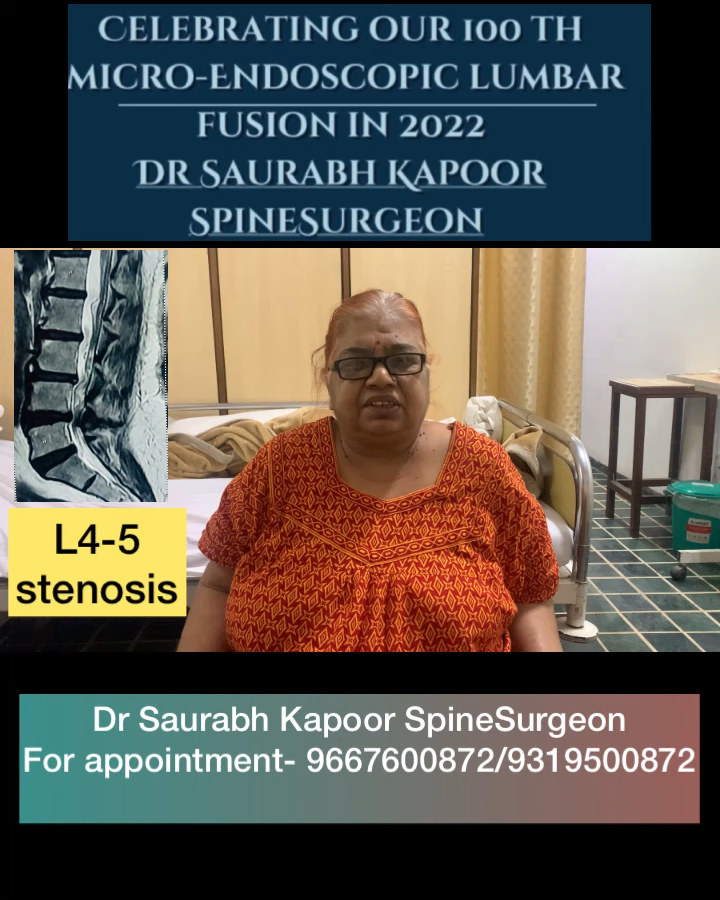 Celebrating our 100 th
micro-Endoscopic lumbar
fusion in 2022
Dr Saurabh Kapoor
SpineSurgeon
L4-5
stenosis
Dr Saurabh Kapoor SpineSurgeon
For appointment- 9667600872/9319500872